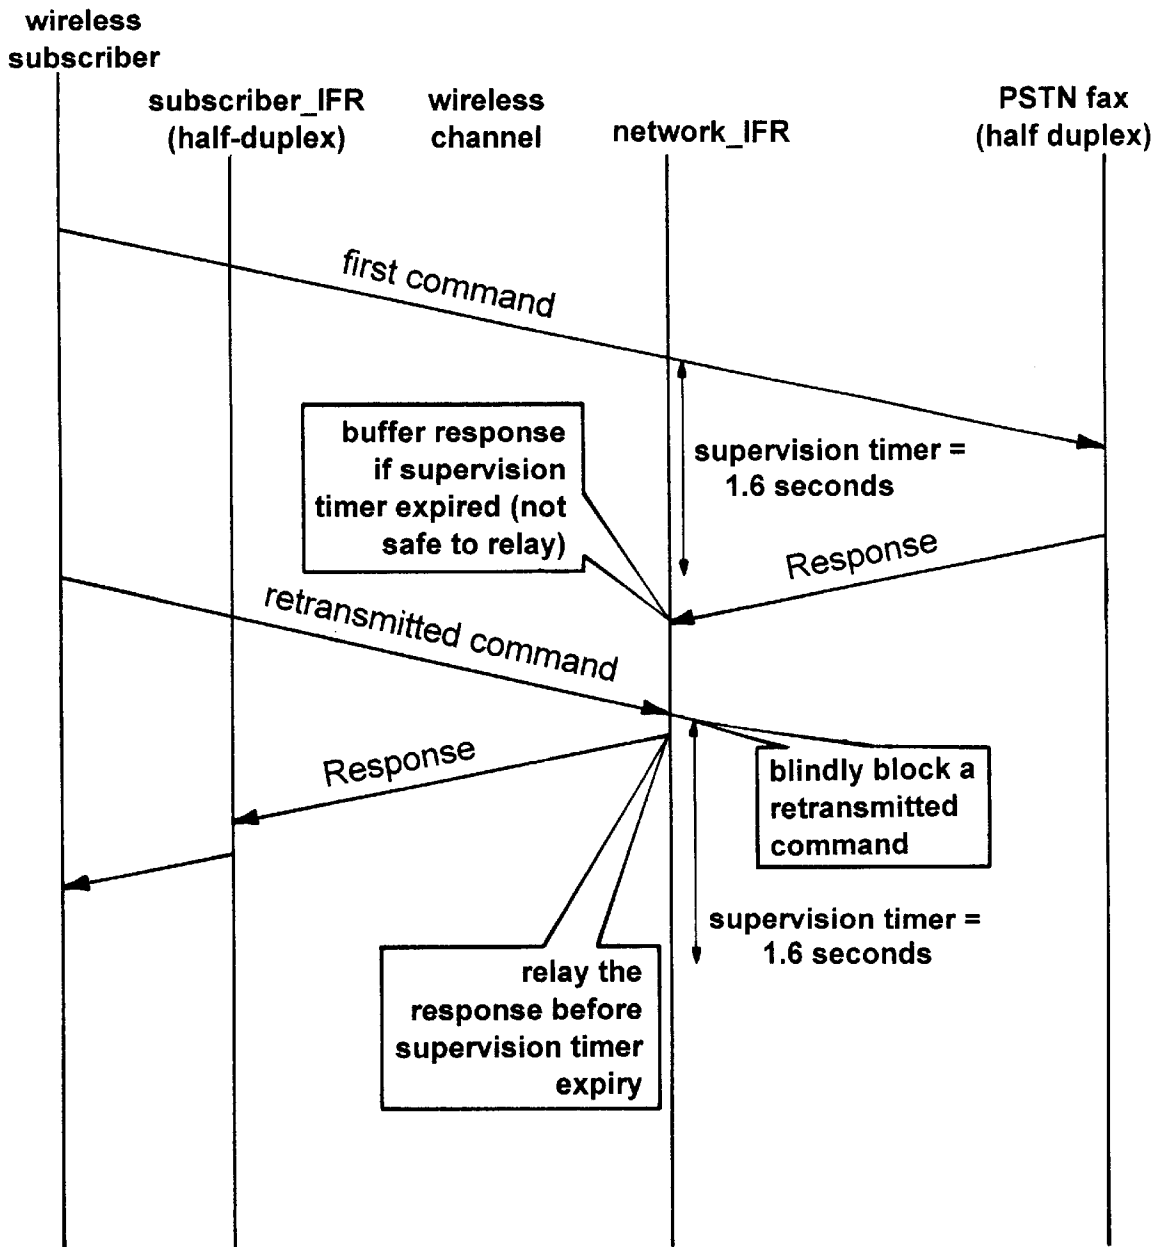 wireless
subscriber
subscriber_IFR
(half-duplex)
wireless
channel
network_IFR
PSTN fax
(half duplex)
first command
buffer response
if supervision
timer expired (not
safe to relay)
supervision timer =
1.6 seconds
Response
retransmitted command
Response
blindly block a
retransmitted
command
supervision timer =
1.6 seconds
relay the
response before
supervision timer
expiry